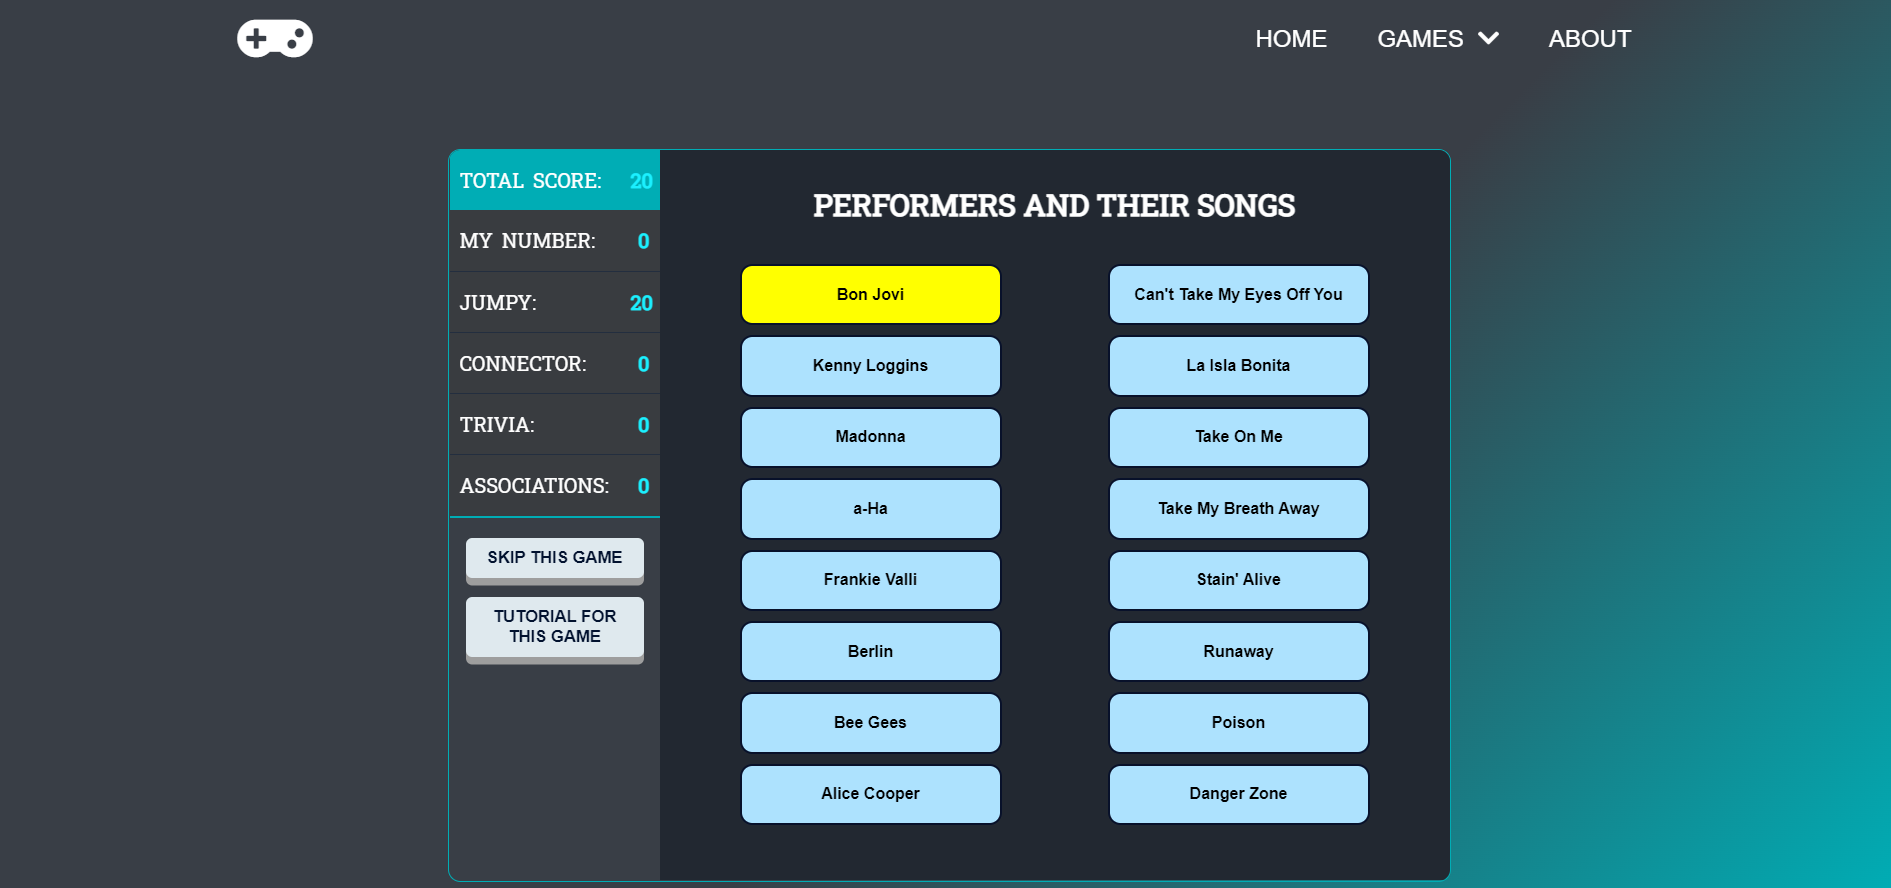 HOME
GAMES
ABOUT
TOTAL SCORE: 20
MY NUMBER: 0
JUMPY: 20
CONNECTOR: 0
TRIVIA: 0
ASSOCIATIONS: 0
SKIP THIS GAME
TUTORIAL FOR
THIS GAME
PERFORMERS AND THEIR SONGS
Bon Jovi
Can't Take My Eyes Off You
Kenny Loggins
La Isla Bonita
Madonna
Take On Me
a-Ha
Take My Breath Away
Frankie Valli
Stain' Alive
Berlin
Runaway
Bee Gees
Poison
Alice Cooper
Danger Zone